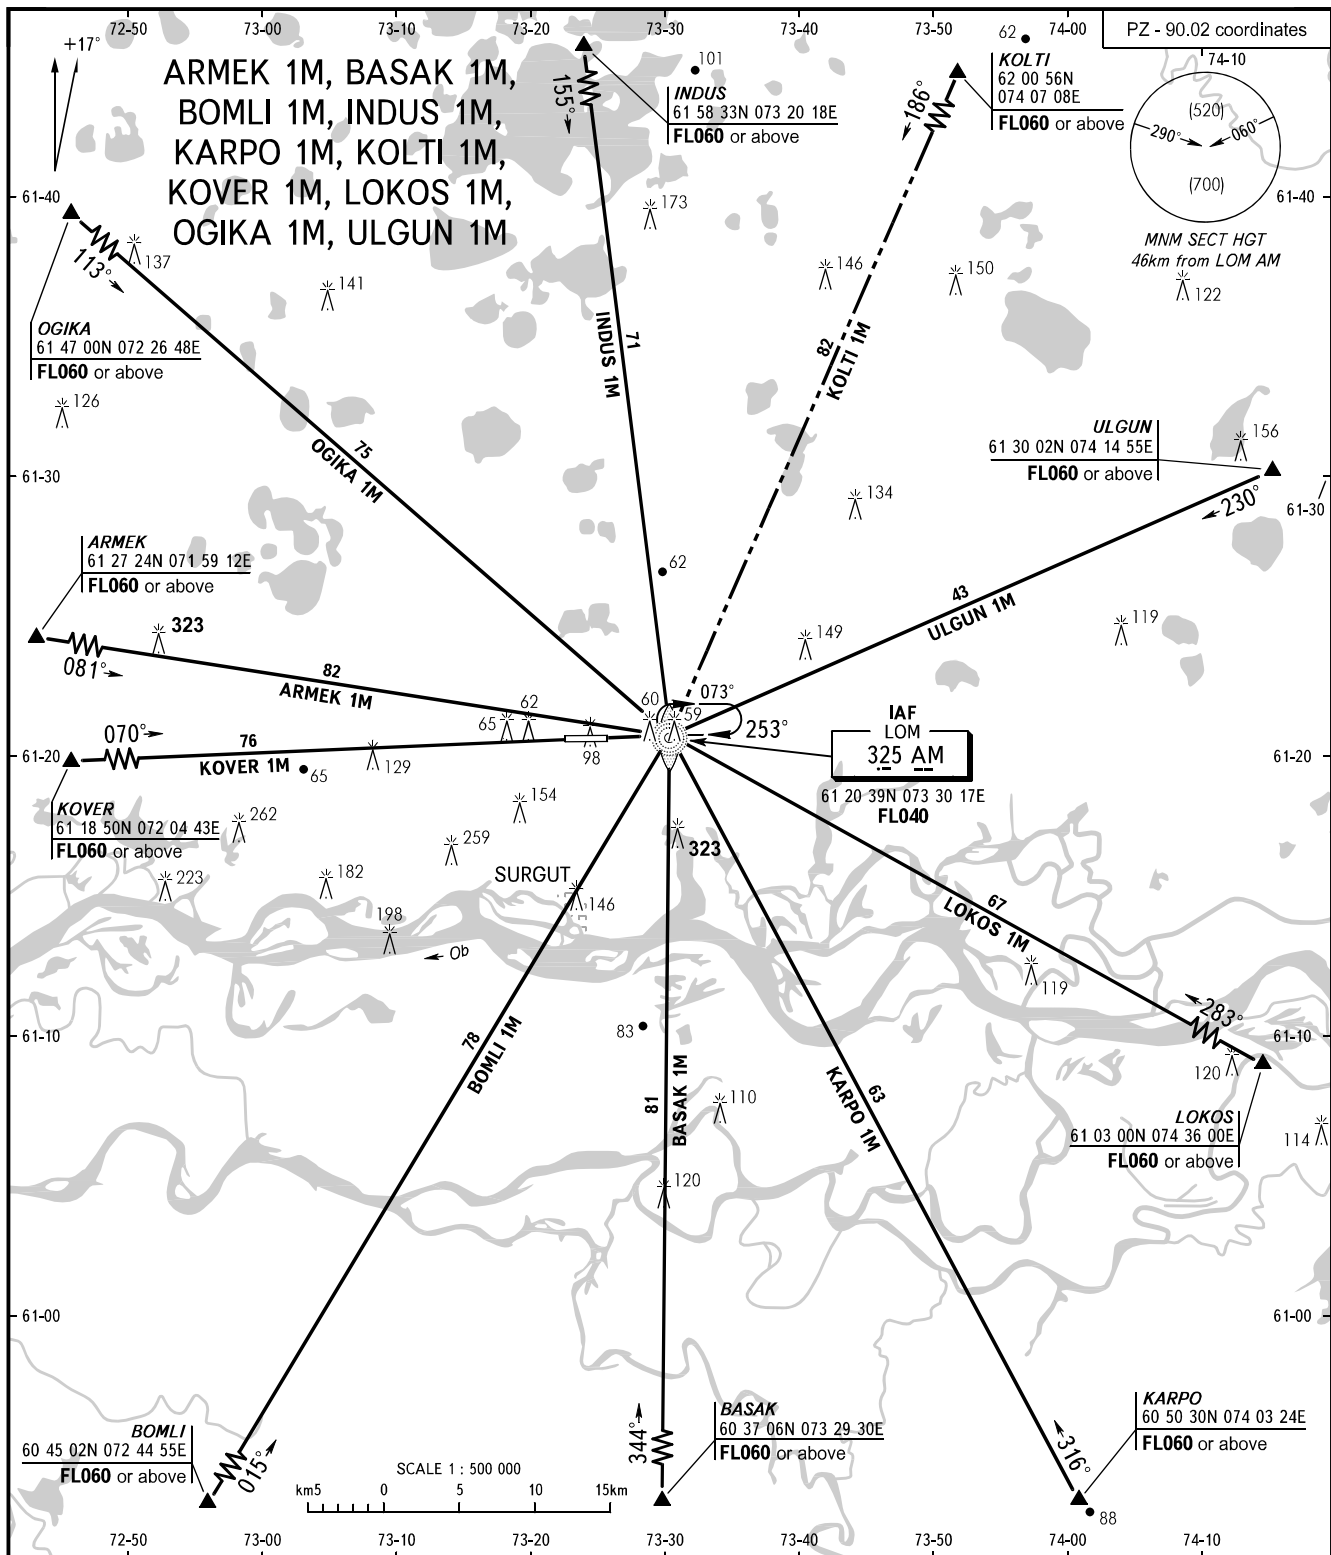 72-50 73-00 73-10 73-20 73-30 73-40 73-50 74-00
PZ - 90.02 coordinates
74-10
+17°
ARMEK 1M, BASAK 1M,
BOMLI 1M, INDUS 1M,
KARPO 1M, KOLTI 1M,
KOVER 1M, LOKOS 1M,
OGIKA 1M, ULGUN 1M
155°
101
INDUS
61 58 33N 073 20 18E
FL060 or above
62
KOLTI
62 00 56N
074 07 08E
FL060 or above
186°
(520)
290° 060°
(700)
MNM SECT HGT
46km from LOM AM
122
61-40
61-40
173
137
113°
141
146
150
OGIKA
61 47 00N 072 26 48E
FL060 or above
126
71
INDUS 1M
82
KOLTI 1M
75
OGIKA 1M
ULGUN
61 30 02N 074 14 55E
FL060 or above
156
230°
61-30
61-30
134
ARMEK
61 27 24N 071 59 12E
FL060 or above
323
081°
82
ARMEK 1M
62
43
ULGUN 1M
149
119
60
073°
59
253°
62
65
98
070°
76
KOVER 1M
65
129
IAF
LOM
325 AM
61 20 39N 073 30 17E
FL040
61-20
61-20
KOVER
61 18 50N 072 04 43E
FL060 or above
262
154
259
323
223
182
SURGUT
146
198
Ob
67
LOKOS 1M
119
283°
61-10
61-10
83
120
78
BOMLI 1M
81
BASAK 1M
110
63
KARPO 1M
LOKOS
61 03 00N 074 36 00E
FL060 or above
114
120
61-00
61-00
BOMLI
60 45 02N 072 44 55E
FL060 or above
015°
344°
BASAK
60 37 06N 073 29 30E
FL060 or above
316°
KARPO
60 50 30N 074 03 24E
FL060 or above
88
SCALE 1 : 500 000
km5 0 5 10 15km
72-50 73-00 73-10 73-20 73-30 73-40 73-50 74-00 74-10